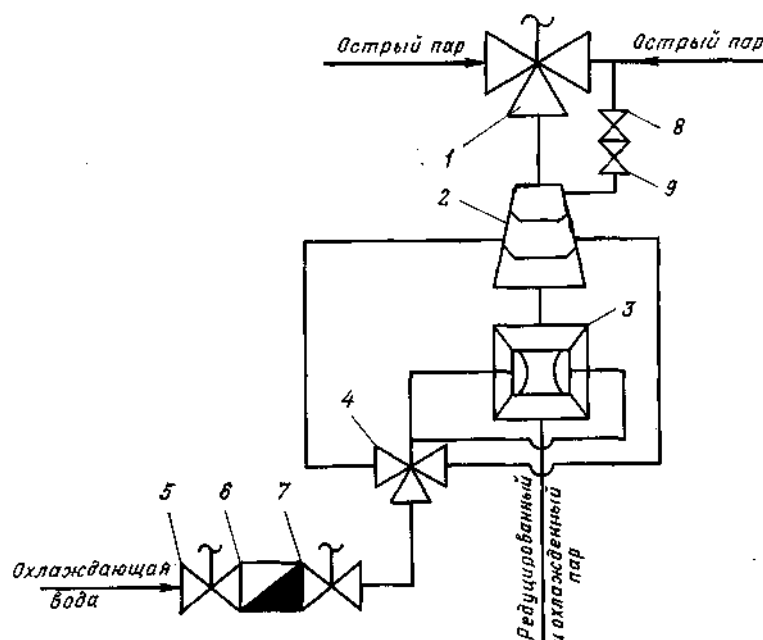 Острый пар
Острый пар
1
8
9
2
3
4
5
6
7
Охлаждающая
вода
Редуцированный
и охлажденный
пар